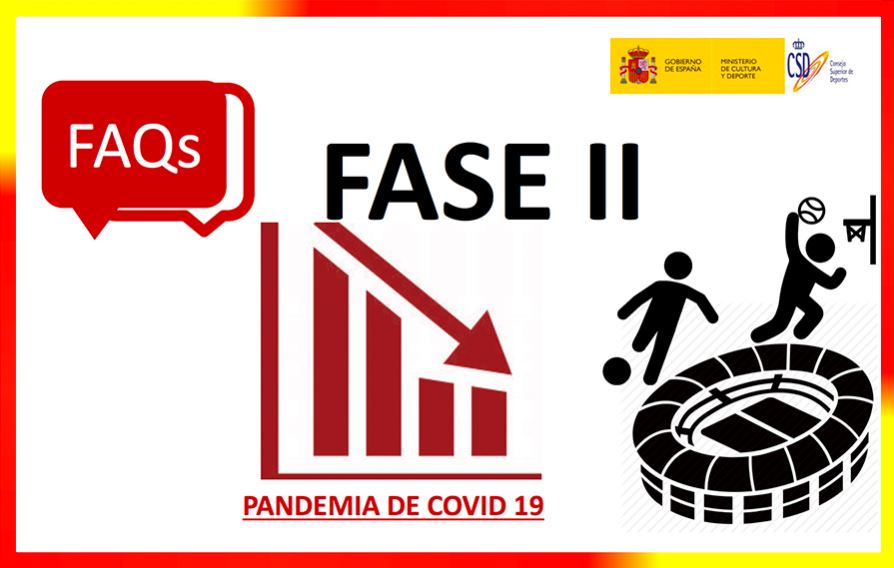 GOBIERNO
DE ESPAÑA
MINISTERIO
DE CULTURA
Y DEPORTE
CSD
Consejo
Superior de
Deportes
FAQs
FASE II
PANDEMIA DE COVID 19